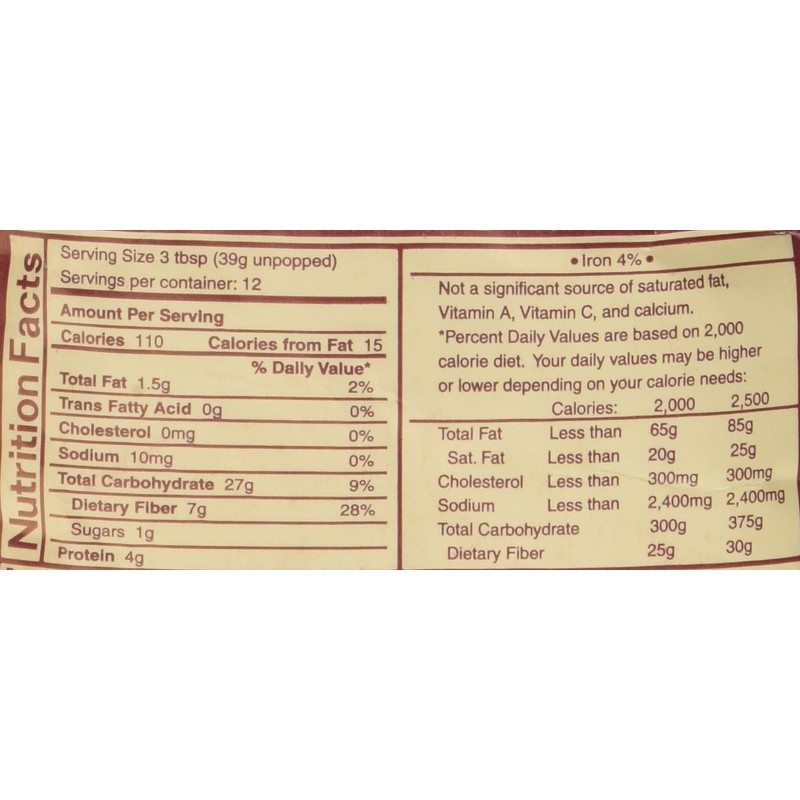 Nutrition Facts
Serving Size 3 tbsp (39g unpopped)
Servings per container: 12
Amount Per Serving
Calories 110 Calories from Fat 15
% Daily Value*
Total Fat 1.5g 2%
Trans Fatty Acid 0g 0%
Cholesterol 0mg 0%
Sodium 10mg 0%
Total Carbohydrate 27g 9%
Dietary Fiber 7g 28%
Sugars 1g
Protein 4g
• Iron 4% •
Not a significant source of saturated fat,
Vitamin A, Vitamin C, and calcium.
*Percent Daily Values are based on 2,000
calorie diet. Your daily values may be higher
or lower depending on your calorie needs:
Calories: 2,000 2,500
Total Fat Less than 65g 85g
Sat. Fat Less than 20g 25g
Cholesterol Less than 300mg 300mg
Sodium Less than 2,400mg 2,400mg
Total Carbohydrate 300g 375g
Dietary Fiber 25g 30g